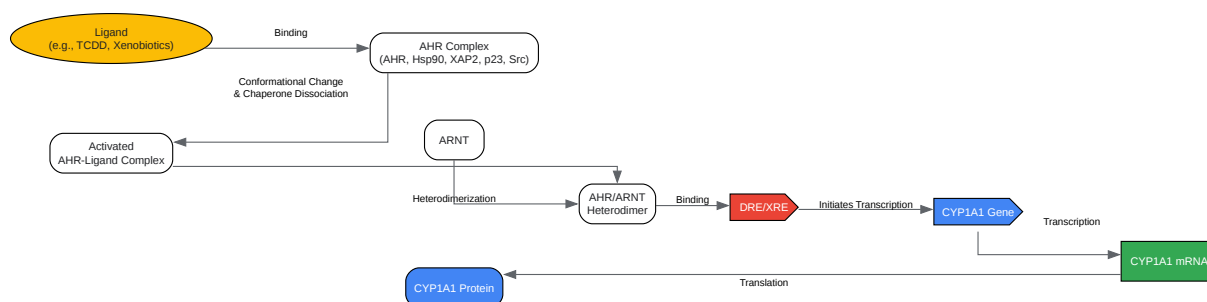 Ligand
(e.g., TCDD, Xenobiotics)
Binding
AHR Complex
(AHR, Hsp90, XAP2, p23, Src)
Conformational Change
& Chaperone Dissociation
Activated
AHR-Ligand Complex
ARNT
Heterodimerization
AHR/ARNT
Heterodimer
Binding
DRE/XRE
Initiates Transcription
CYP1A1 Gene
Transcription
CYP1A1 mRNA
Translation
CYP1A1 Protein